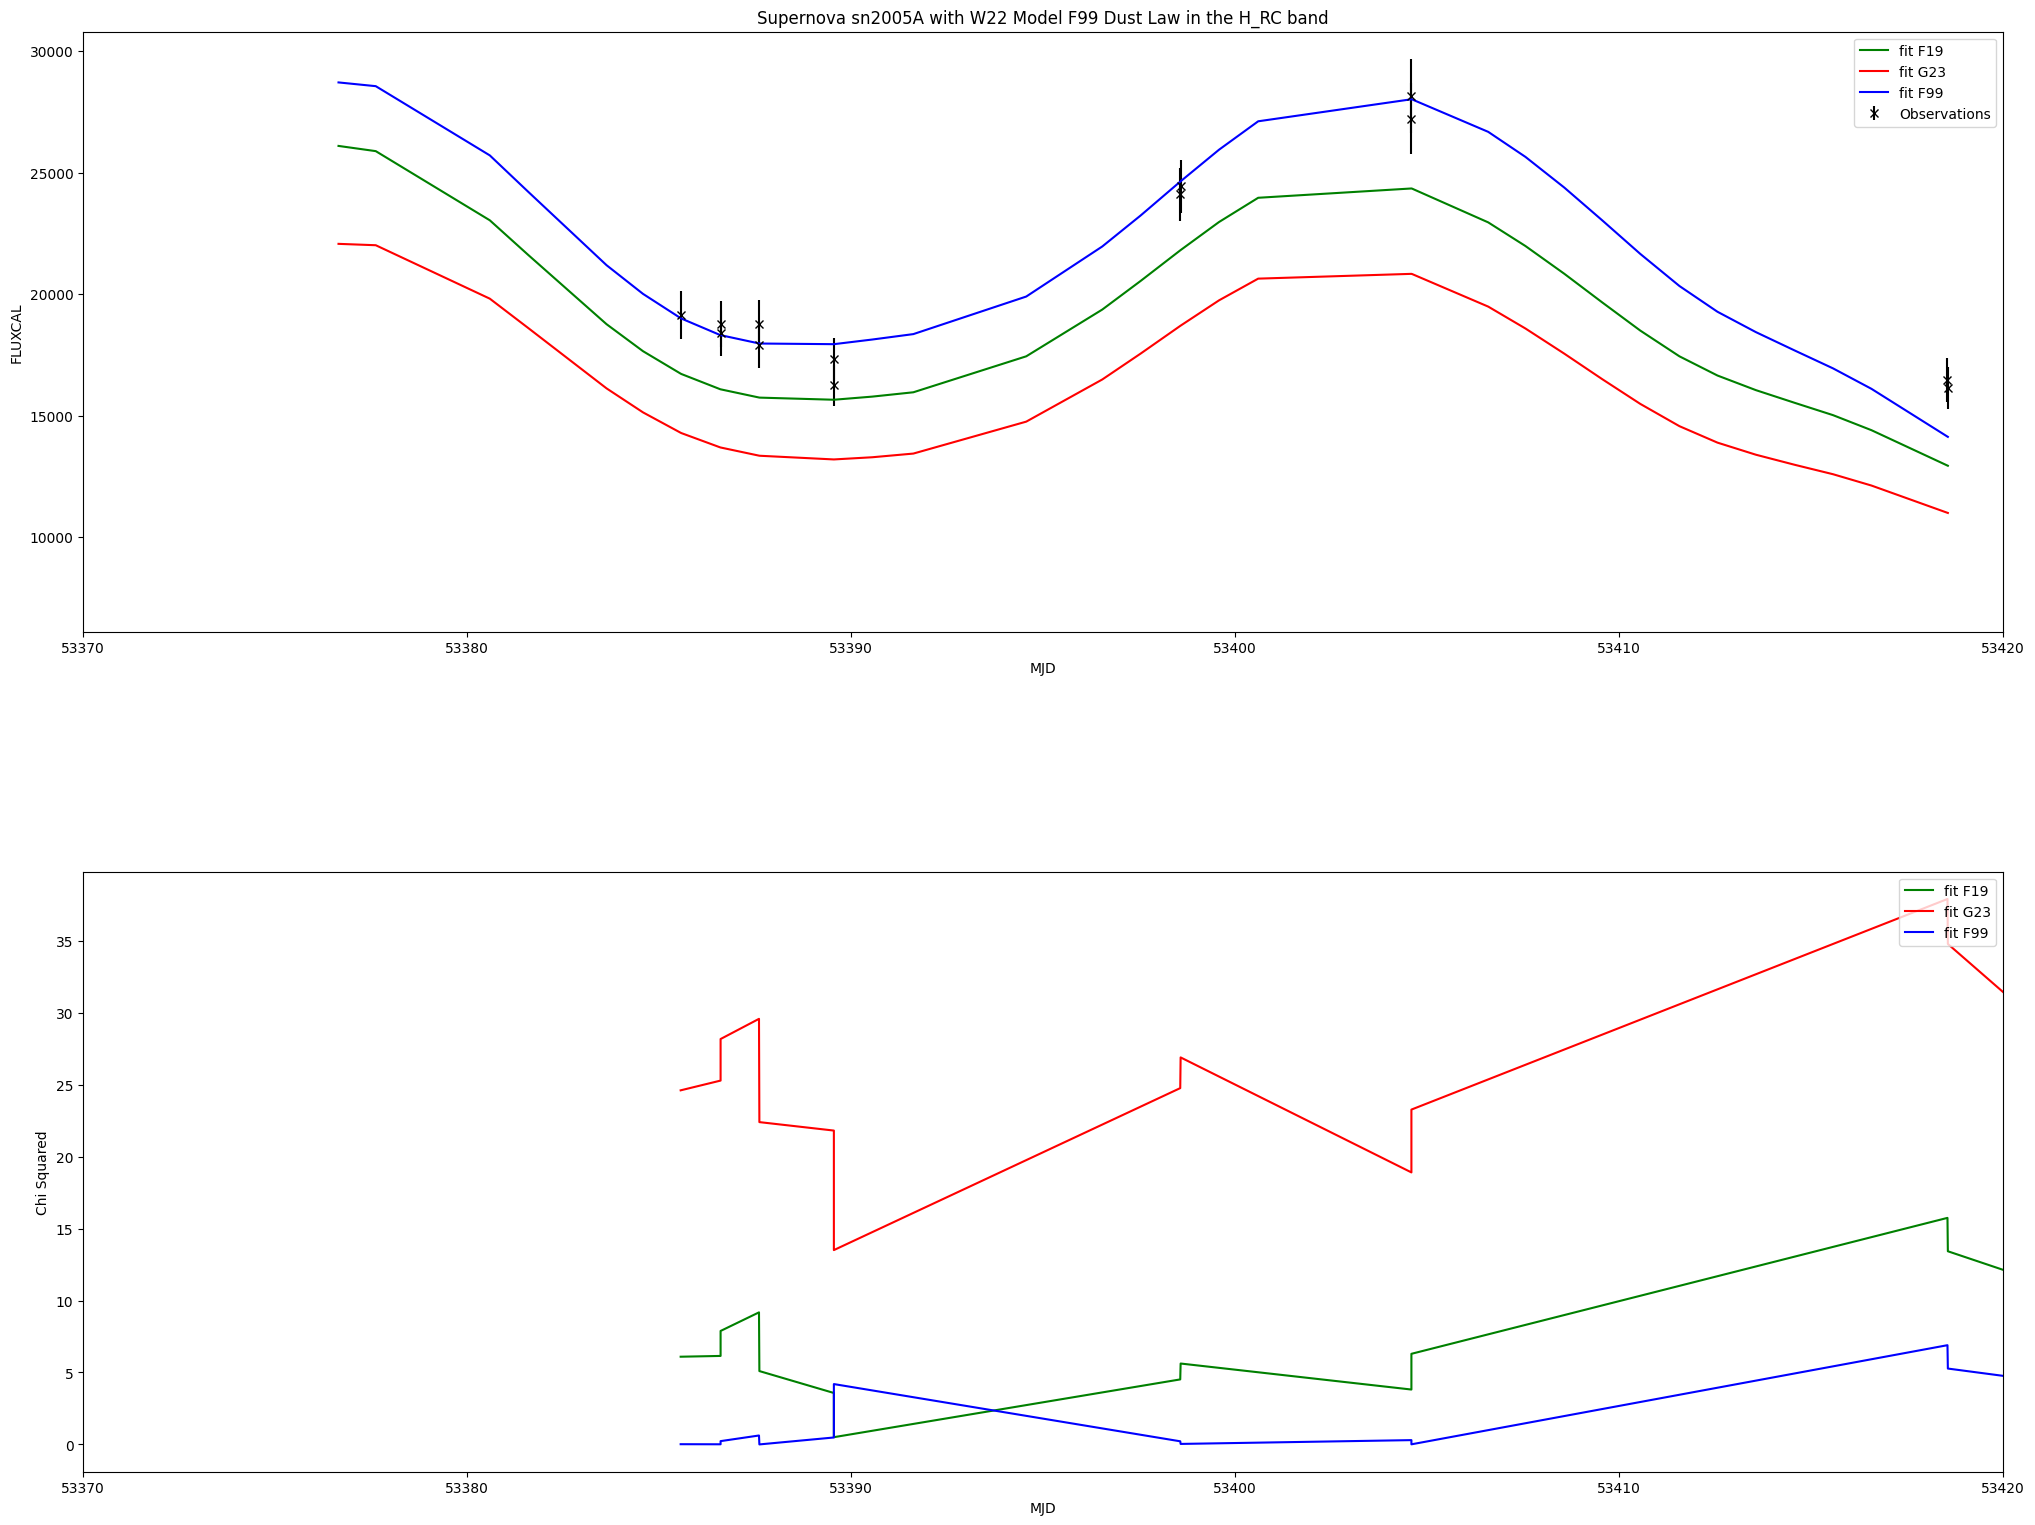 Supernova sn2005A with W22 Model F99 Dust Law in the H_RC band
30000
25000
20000
15000
10000
FLUXCAL
fit F19
fit G23
fit F99
Observations
53370
53380
53390
53400
53410
53420
MJD
35
30
25
20
15
10
5
0
Chi Squared
fit F19
fit G23
fit F99
53370
53380
53390
53400
53410
53420
MJD